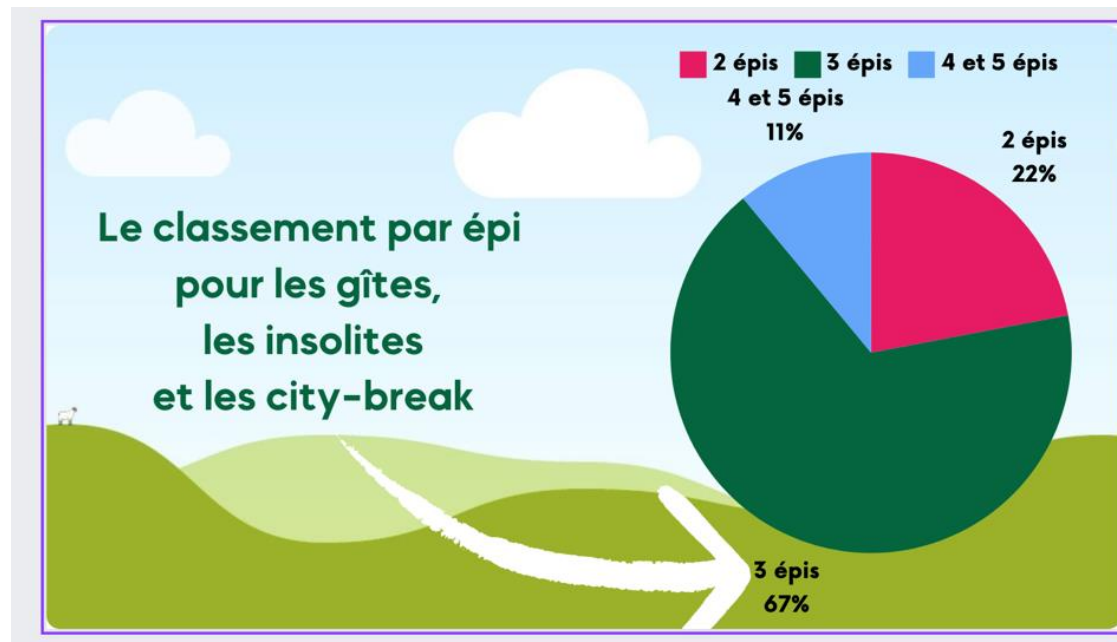 Le classement par épi
pour les gîtes,
les insolites
et les city-break
2 épis 3 épis 4 et 5 épis
4 et 5 épis
11%
2 épis
22%
3 épis
67%